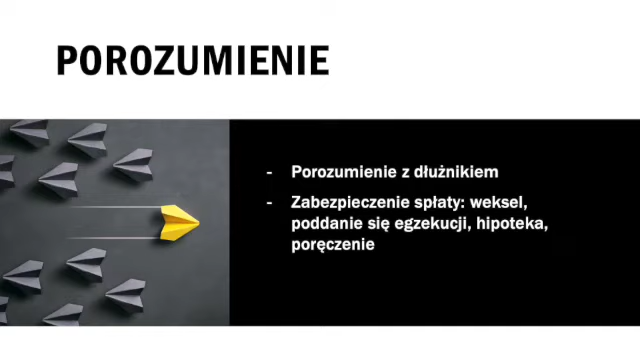 POROZUMIENIE
- Porozumienie z dłużnikiem
- Zabezpieczenie spłaty: weksel,
poddanie się egzekucji, hipoteka,
poręczenie